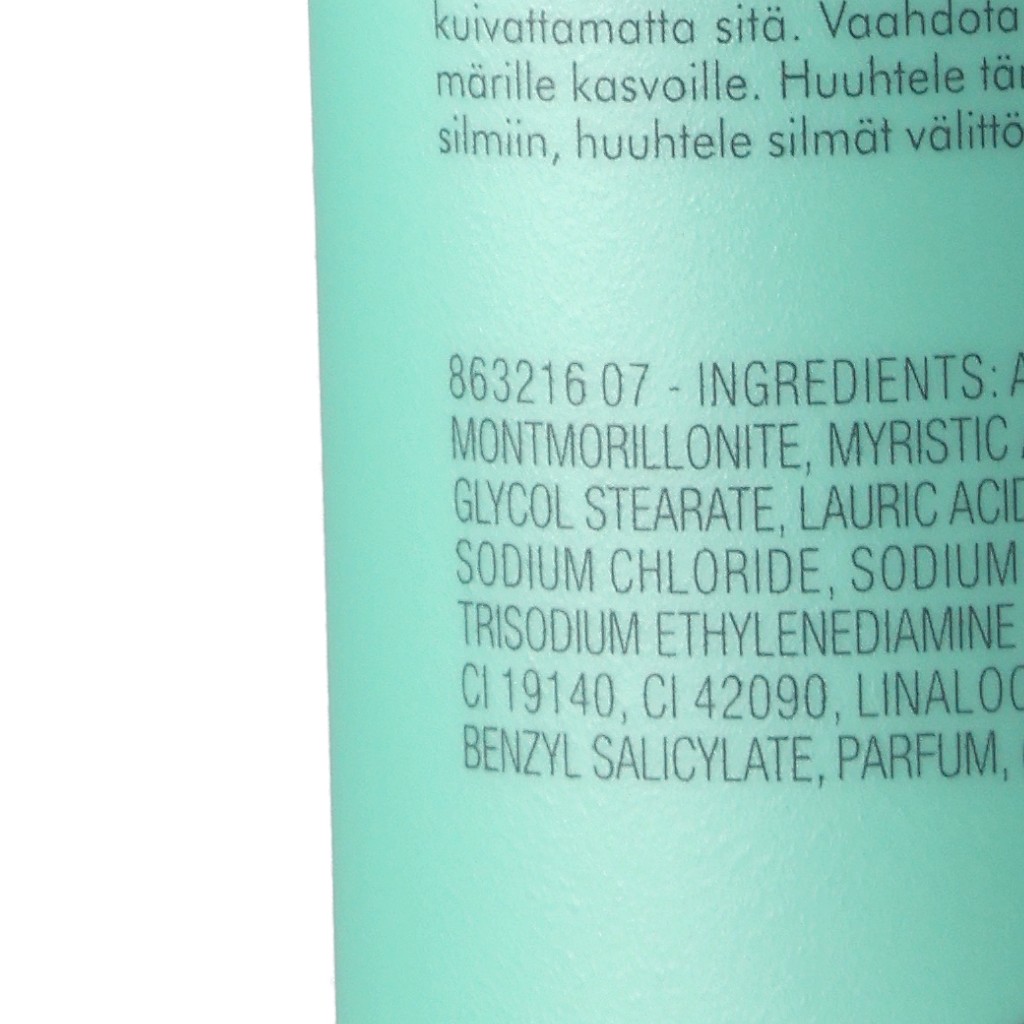 kuivattamatta sitä. Vaahdota
märille kasvoille. Huuhtele
silmiin, huuhtele silmät
863216 07 - INGREDIENTS:
MONTMORILLONITE, MYRISTIC
GLYCOL STEARATE, LAURIC ACID
SODIUM CHLORIDE, SODIUM
TRISODIUM ETHYLENEDIAMINE
CI 19140, CI 42090,
BENZYL SALICYLATE, PARFUM,